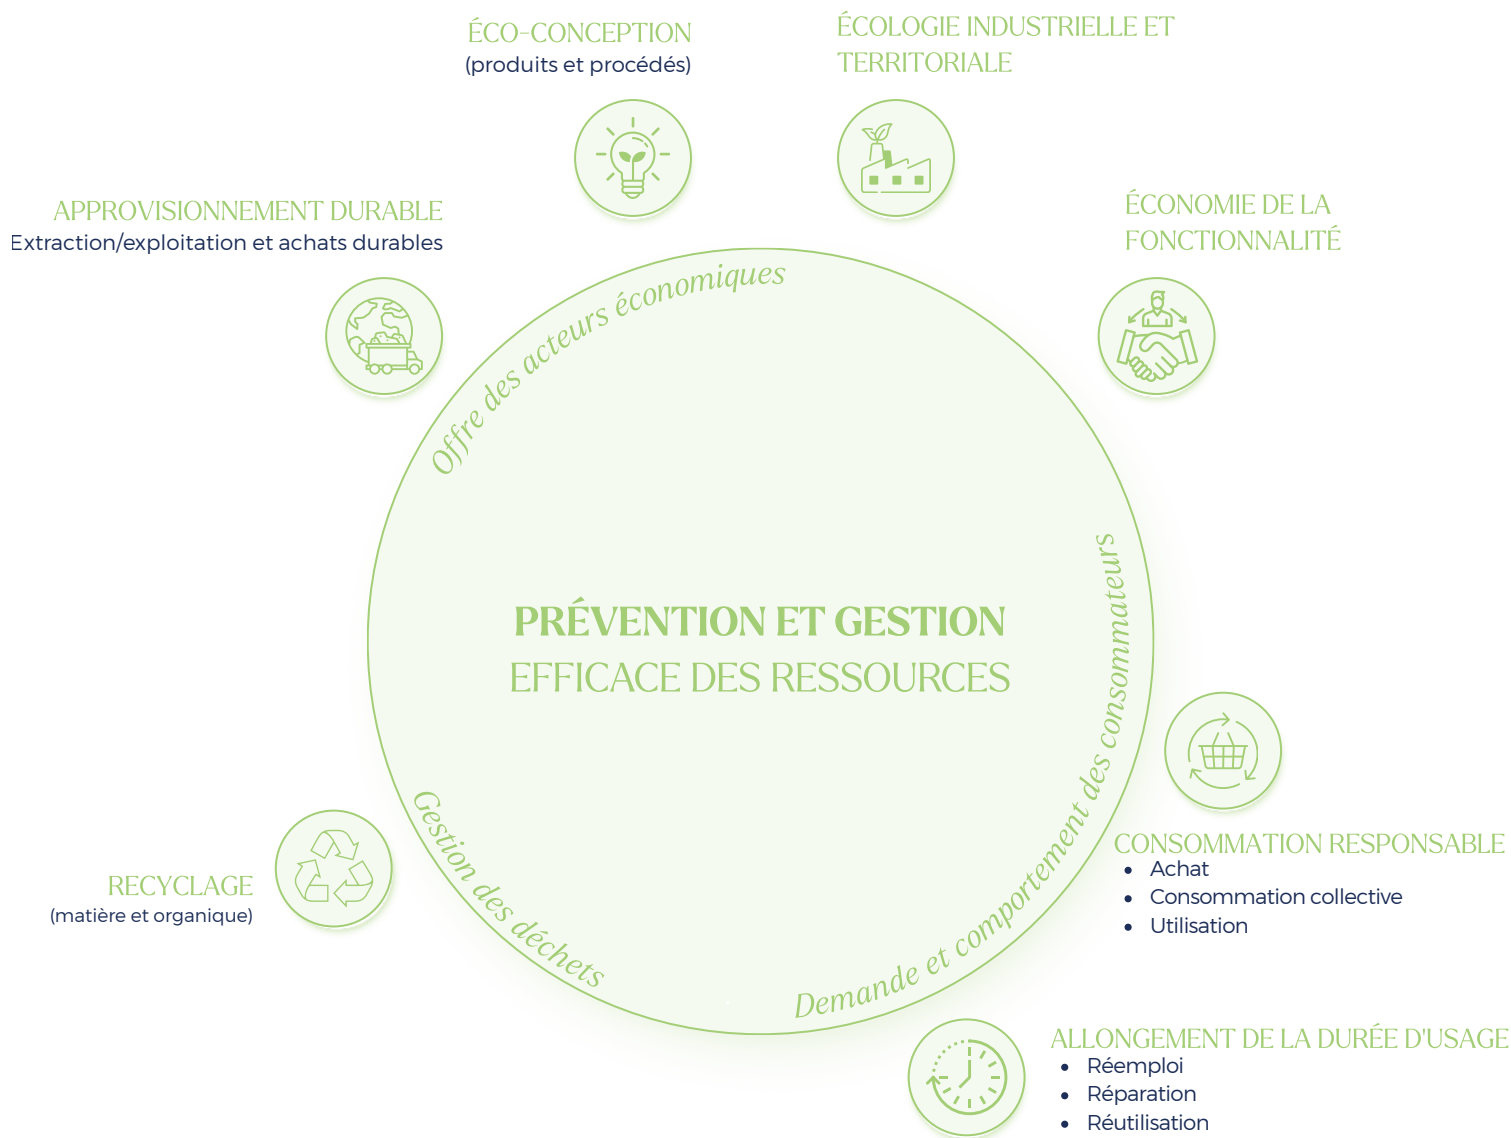 ÉCO-CONCEPTION
(produits et procédés)
ÉCOLOGIE INDUSTRIELLE ET
TERRITORIALE
APPROVISIONNEMENT DURABLE
Extraction/exploitation et achats durables
ÉCONOMIE DE LA
FONCTIONNALITÉ
Offre des acteurs économiques
PRÉVENTION ET GESTION
EFFICACE DES RESSOURCES
Demande et comportement des consommateurs
Gestion des déchets
CONSOMMATION RESPONSABLE
• Achat
• Consommation collective
• Utilisation
RECYCLAGE
(matière et organique)
ALLONGEMENT DE LA DURÉE D'USAGE
• Réemploi
• Réparation
• Réutilisation